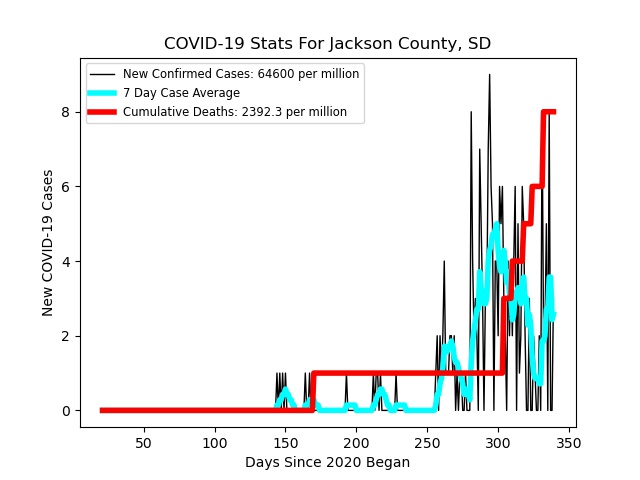 COVID-19 Stats For Jackson County, SD
New Confirmed Cases: 64600 per million
7 Day Case Average
Cumulative Deaths: 2392.3 per million
New COVID-19 Cases
8
6
4
2
0
50 100 150 200 250 300 350
Days Since 2020 Began